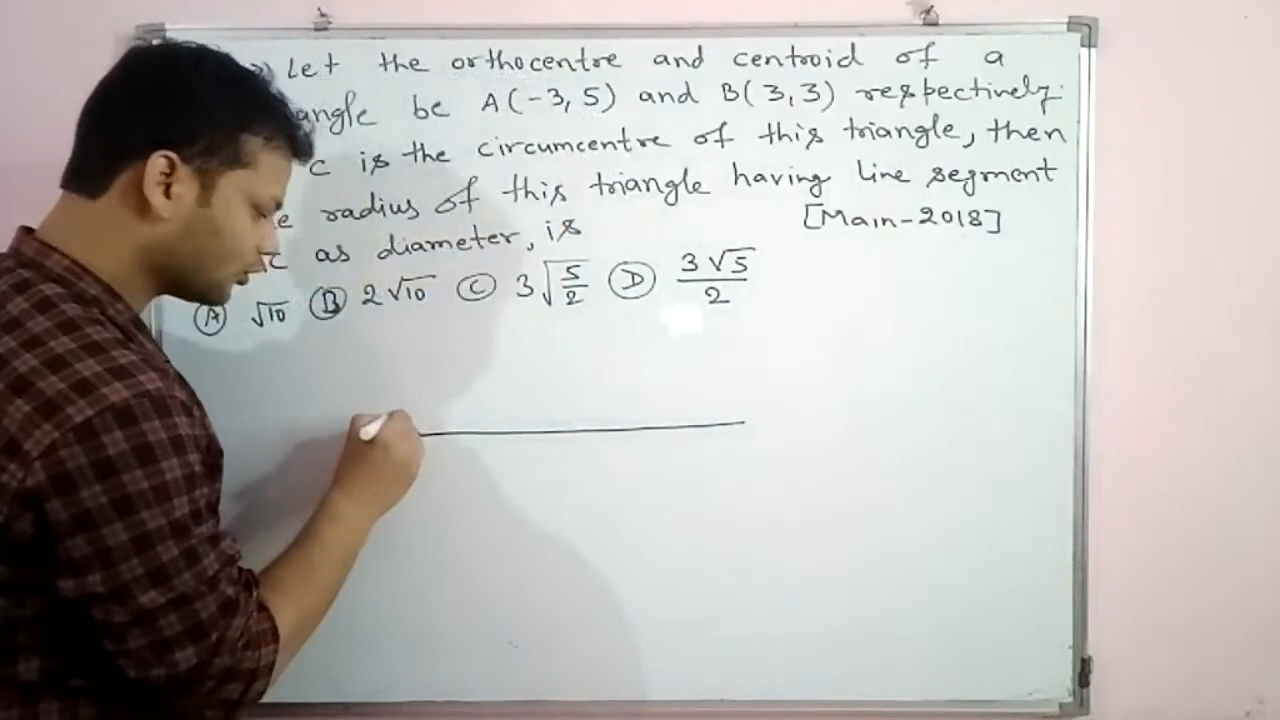 Let the orthocentre and centroid of a
angle be A(-3, 5) and B(3, 3) respectively.
C is the circumcentre of this triangle, then
e radius of this triangle having line segment
C as diameter, is [Main-2018]
(A) √10 (B) 2√10 (C) 3√(5/2) (D) 3√5/2